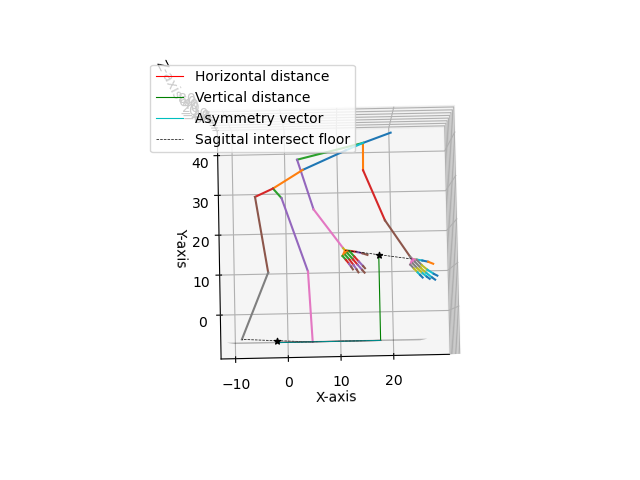 Horizontal distance
Vertical distance
Asymmetry vector
Sagittal intersect floor
Z-axis
40
30
20
10
0
Y-axis
−10
0
10
20
X-axis